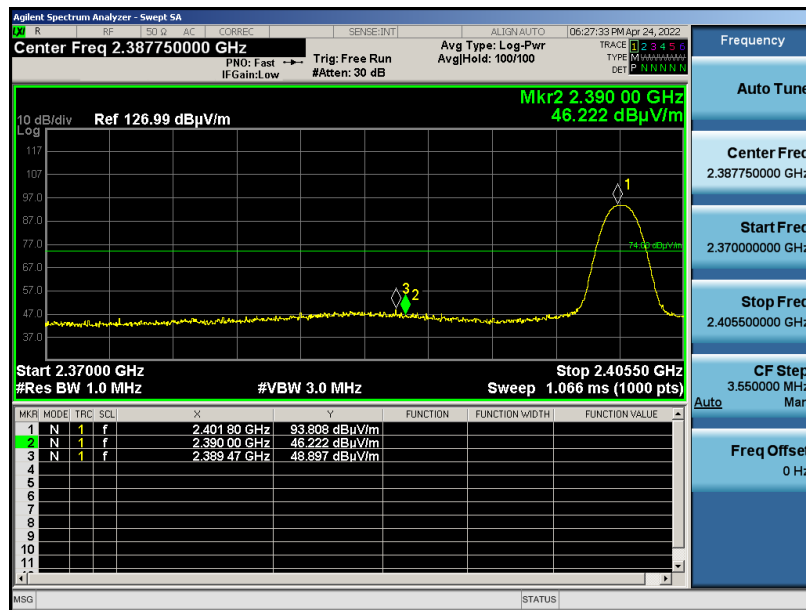 Agilent Spectrum Analyzer - Swept SA
LXI R RF 50 Ω AC CORREC SENSE:INT ALIGN AUTO 06:27:33 PM Apr 24, 2022
Center Freq 2.387750000 GHz
PNO: Fast
IFGain:Low
Trig: Free Run
#Atten: 30 dB
Avg Type: Log-Pwr
Avg|Hold: 100/100
TRACE 1 2 3 4 5 6
TYPE M
DET P N N N N N
Mkr2 2.390 00 GHz
46.222 dBµV/m
10 dB/div Ref 126.99 dBµV/m
Log
117
107
97.0
87.0
77.0
67.0
57.0
47.0
37.0
1
74.00 dBµV/m
3
2
Start 2.37000 GHz Stop 2.40550 GHz
#Res BW 1.0 MHz #VBW 3.0 MHz Sweep 1.066 ms (1000 pts)
MKR MODE TRC SCL X Y FUNCTION FUNCTION WIDTH FUNCTION VALUE
1 N 1 f 2.401 80 GHz 93.808 dBµV/m
2 N 1 f 2.390 00 GHz 46.222 dBµV/m
3 N 1 f 2.389 47 GHz 48.897 dBµV/m
4
5
6
7
8
9
10
11
MSG STATUS
Frequency
Auto Tune
Center Freq
2.387750000 GHz
Start Freq
2.370000000 GHz
Stop Freq
2.405500000 GHz
CF Step
3.550000 MHz
Auto Man
Freq Offset
0 Hz